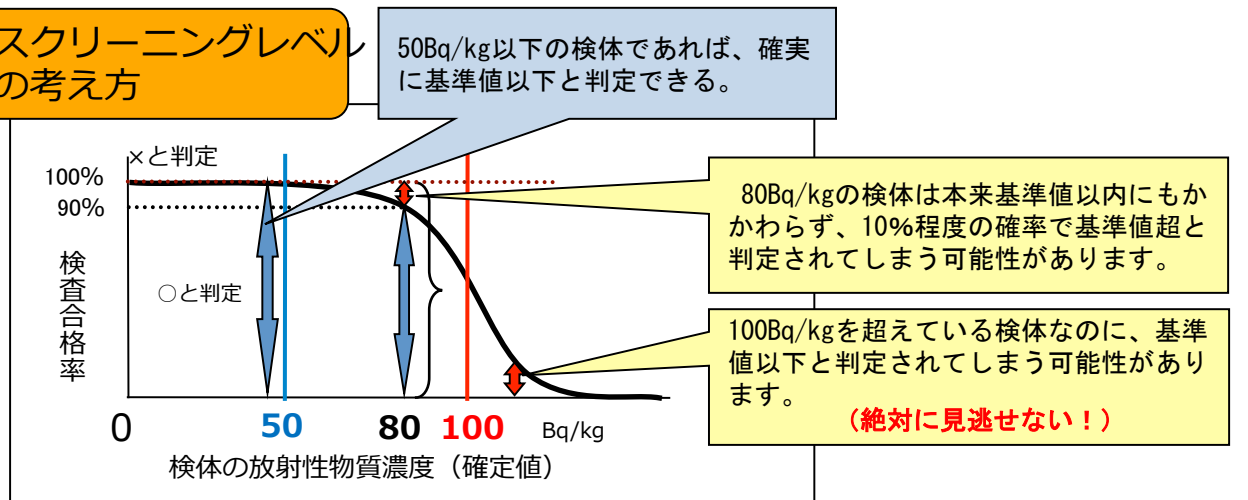 スクリーニングレベル
の考え方
50Bq/kg以下の検体であれば、確実
に基準値以下と判定できる。
×と判定
100%
90%
検査合格率
○と判定
80Bq/kgの検体は本来基準値以内にもか
かわらず、10%程度の確率で基準値超と
判定されてしまう可能性があります。
100Bq/kgを超えている検体なのに、基準
値以下と判定されてしまう可能性があり
ます。
（絶対に見逃せない！）
0 50 80 100 Bq/kg
検体の放射性物質濃度（確定値）